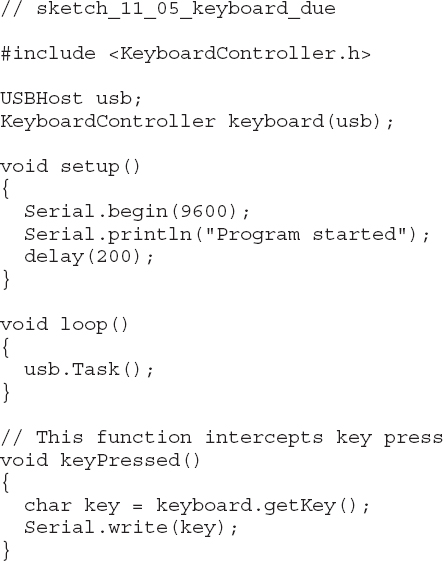 // sketch_11_05_keyboard_due

#include <KeyboardController.h>

USBHost usb;
KeyboardController keyboard(usb);

void setup()
{
  Serial.begin(9600);
  Serial.println("Program started");
  delay(200);
}

void loop()
{
  usb.Task();
}

// This function intercepts key press
void keyPressed()
{
  char key = keyboard.getKey();
  Serial.write(key);
}